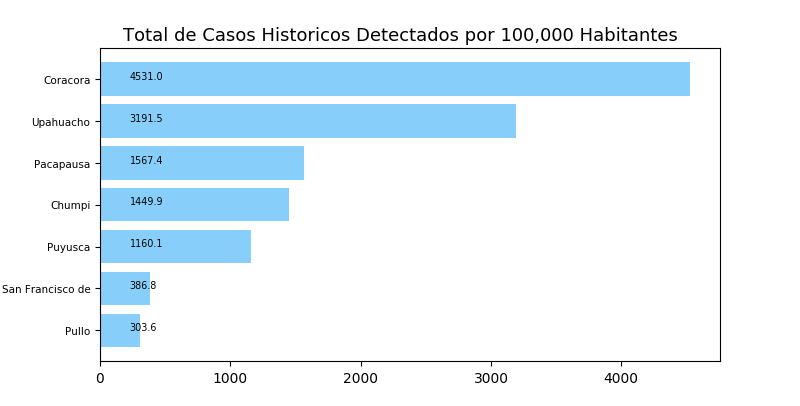 Total de Casos Historicos Detectados por 100,000 Habitantes
Coracora 4531.0
Upahuacho 3191.5
Pacapausa 1567.4
Chumpi 1449.9
Puyusca 1160.1
San Francisco de 386.8
Pullo 303.6
0 1000 2000 3000 4000